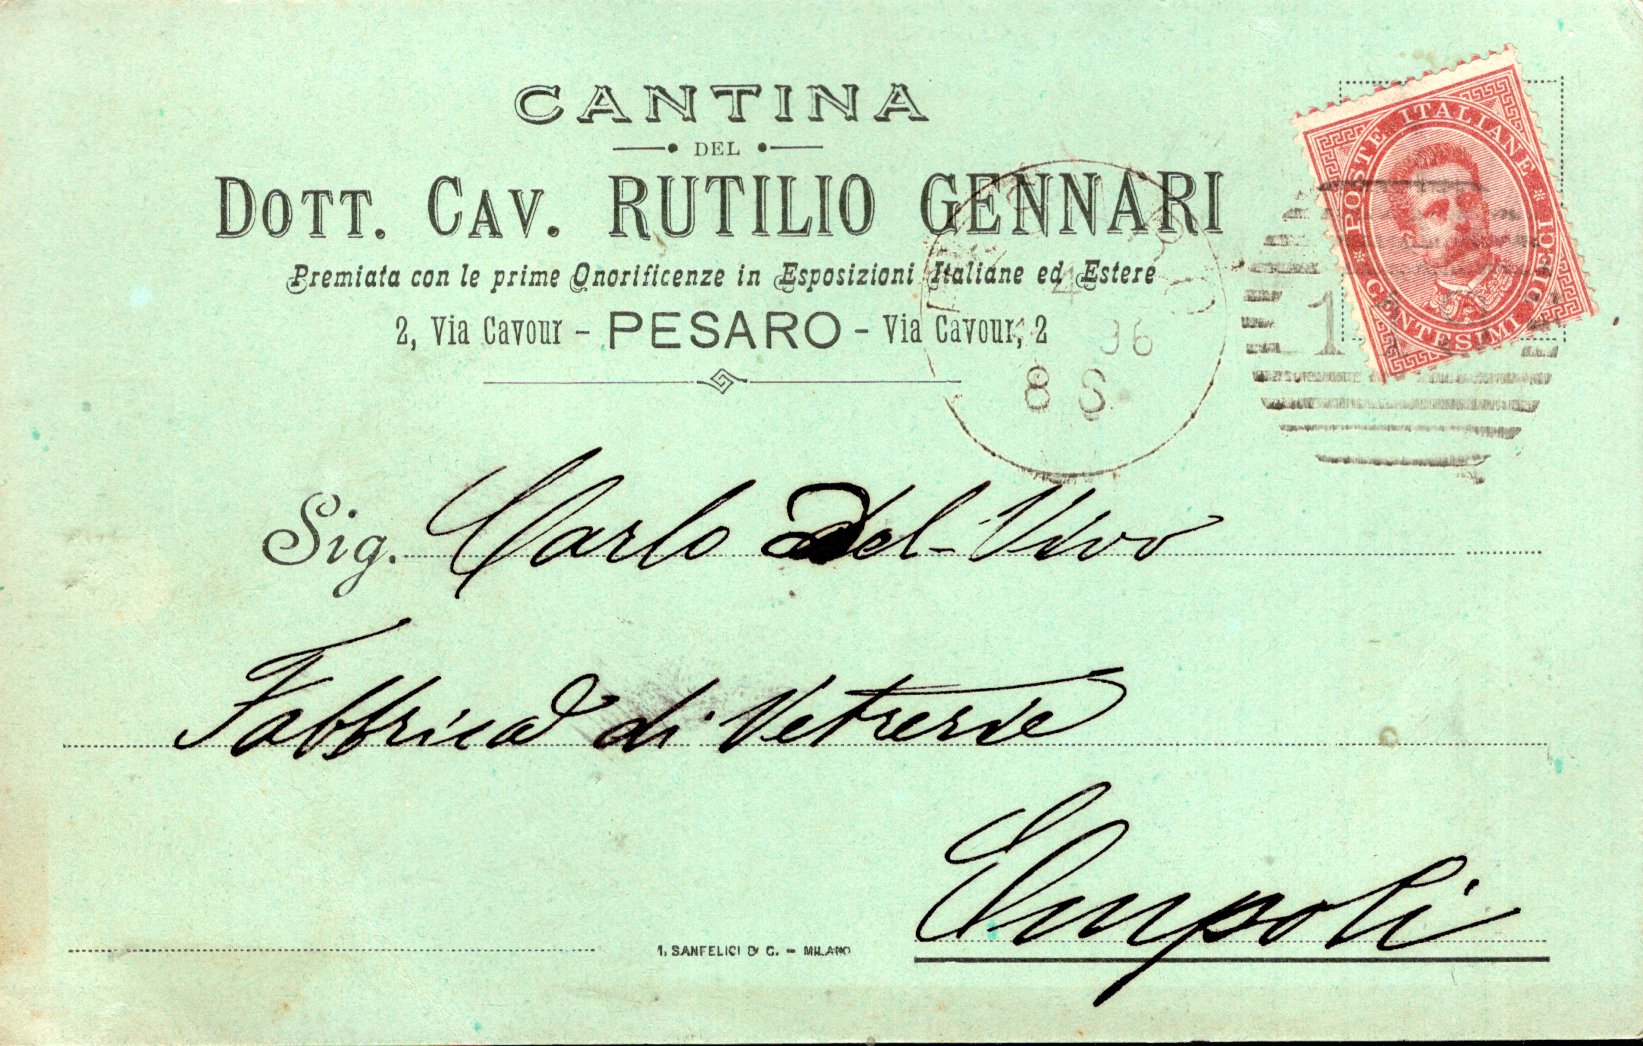 CANTINA
DEL
DOTT. CAV. RUTILIO GENNARI
Premiata con le prime Onorificenze in Esposizioni Italiane ed Estere
2, Via Cavour - PESARO - Via Cavour, 2
POSTE ITALIANE
CENTESIMI DIECI
96
8 S
Sig. Carlo del-Vivo
Fabbrica di Vetrerie
Empoli
1, SANFELICI & C. - MILANO